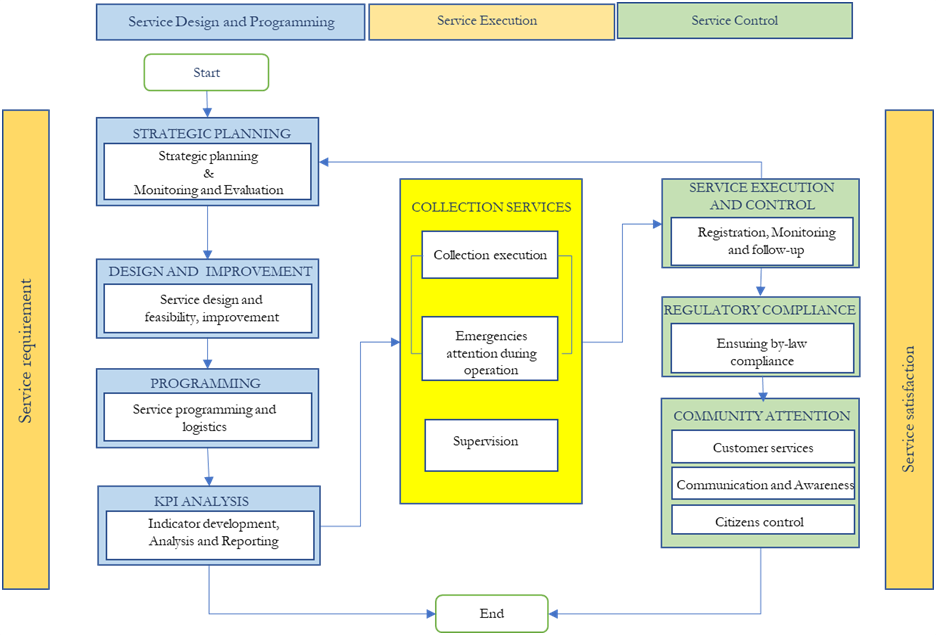 Service Design and Programming
Service Execution
Service Control
Start
Service requirement
STRATEGIC PLANNING
Strategic planning
&
Monitoring and Evaluation
DESIGN AND IMPROVEMENT
Service design and
feasibility, improvement
PROGRAMMING
Service programming and
logistics
KPI ANALYSIS
Indicator development,
Analysis and Reporting
COLLECTION SERVICES
Collection execution
Emergencies
attention during
operation
Supervision
SERVICE EXECUTION
AND CONTROL
Registration, Monitoring
and follow-up
REGULATORY COMPLIANCE
Ensuring by-law
compliance
COMMUNITY ATTENTION
Customer services
Communication and Awareness
Citizens control
Service satisfaction
End